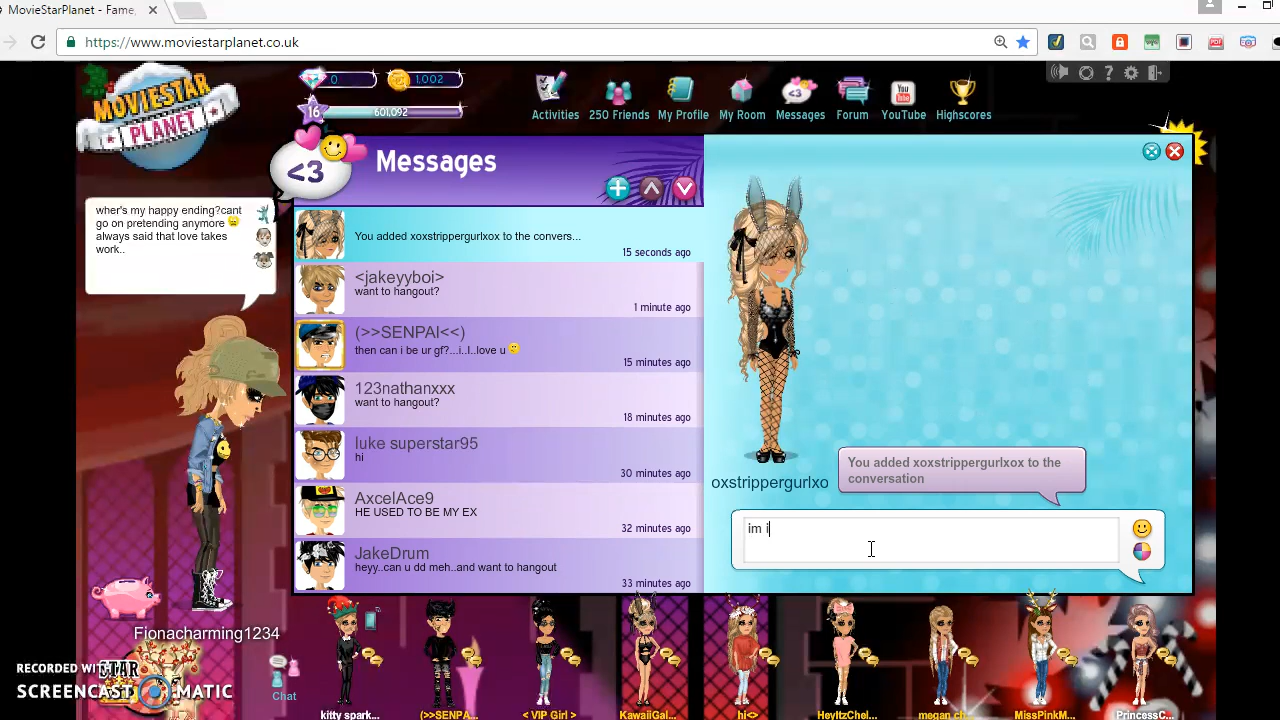 MovieStarPlanet - Fame,
https://www.moviestarplanet.co.uk
MOVIESTAR
PLANET
0
1,002
16
601,092
Activities
250 Friends
My Profile
My Room
Messages
Forum
YouTube
Highscores
<3
Messages
wher's my happy ending?cant
go on pretending anymore
always said that love takes
work..
You added xoxstrippergurlxox to the convers...
15 seconds ago
<jakeyyboi>
want to hangout?
1 minute ago
(>>SENPAI<<)
then can i be ur gf?...i..I..love u
15 minutes ago
123nathanxxx
want to hangout?
18 minutes ago
luke superstar95
hi
30 minutes ago
AxcelAce9
HE USED TO BE MY EX
32 minutes ago
JakeDrum
heyy..can u dd meh..and want to hangout
33 minutes ago
oxstrippergurlxo
You added xoxstrippergurlxox to the
conversation
im i
Fionacharming1234
Chat
RECORDED WITH
SCREENCAST MATIC
STAR
kitty spark...
(>>SENPA...
< VIP Girl >
KawaiiGal...
hi<>
HeyItzChel...
megan ch...
MissPinkM...
PrincessC...